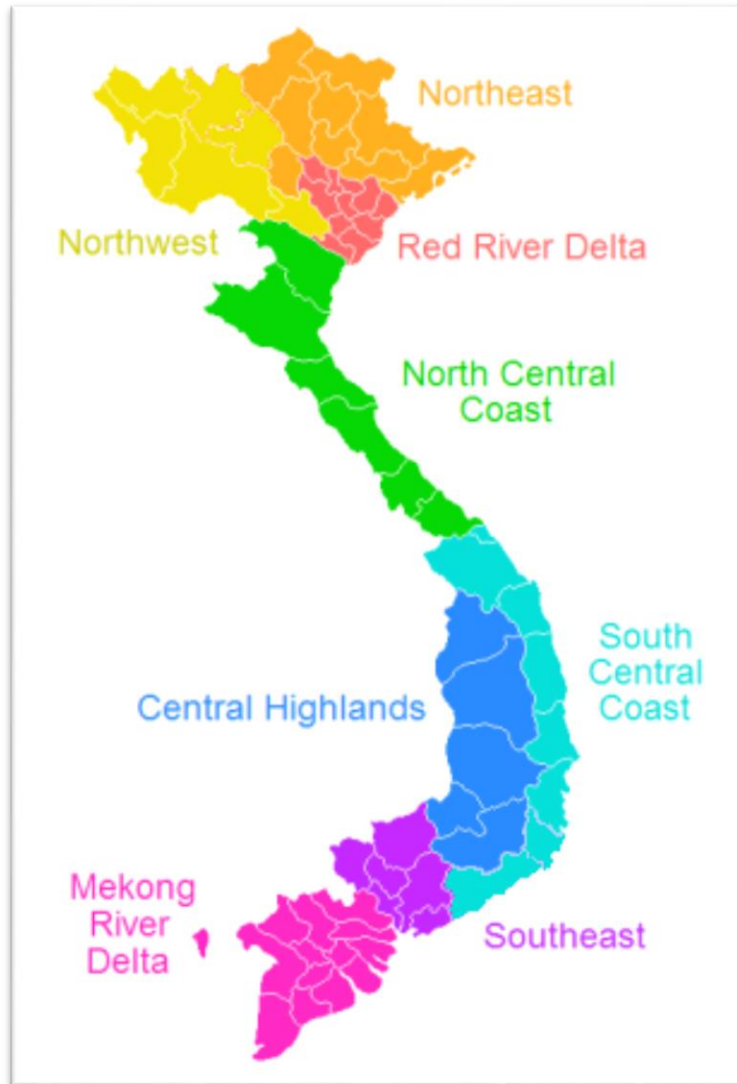 Northeast
Northwest
Red River Delta
North Central
Coast
South
Central
Coast
Central Highlands
Mekong
River
Delta
Southeast